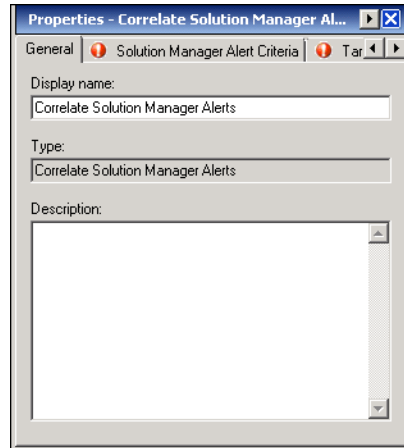 Properties - Correlate Solution Manager Al...
General Solution Manager Alert Criteria Tar
Display name:
Correlate Solution Manager Alerts
Type:
Correlate Solution Manager Alerts
Description: